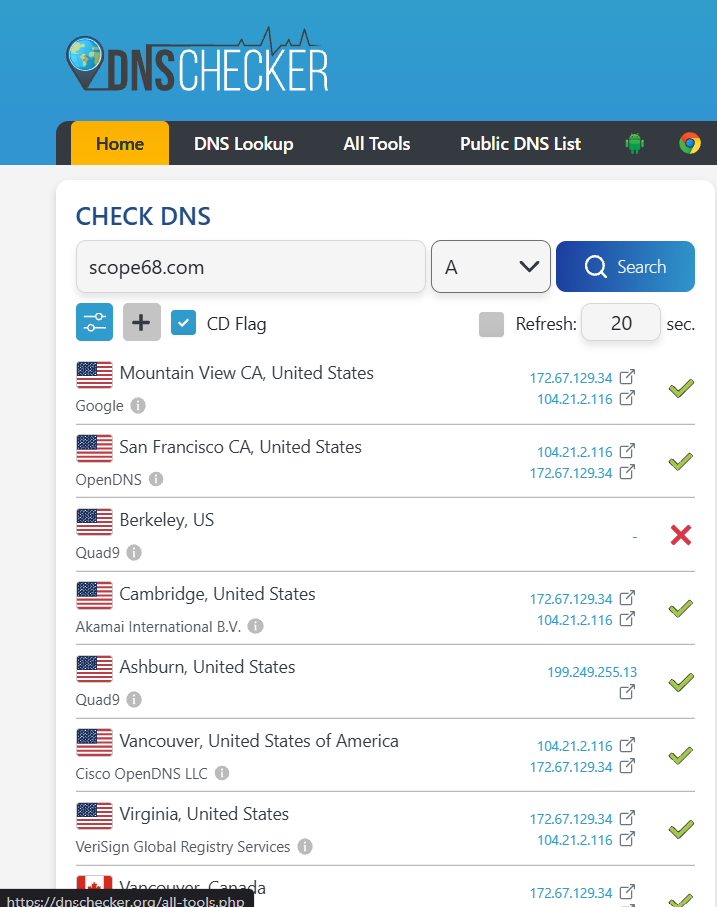 DNSCHECKER
Home DNS Lookup All Tools Public DNS List
CHECK DNS
scope68.com A Search
CD Flag Refresh: 20 sec.
Mountain View CA, United States 172.67.129.34
104.21.2.116
Google
San Francisco CA, United States 104.21.2.116
172.67.129.34
OpenDNS
Berkeley, US
-
Quad9
Cambridge, United States 172.67.129.34
104.21.2.116
Akamai International B.V.
Ashburn, United States 199.249.255.13
Quad9
Vancouver, United States of America 104.21.2.116
172.67.129.34
Cisco OpenDNS LLC
Virginia, United States 172.67.129.34
104.21.2.116
VeriSign Global Registry Services
Vancouver, Canada 172.67.129.34
https://dnschecker.org/all-tools.php